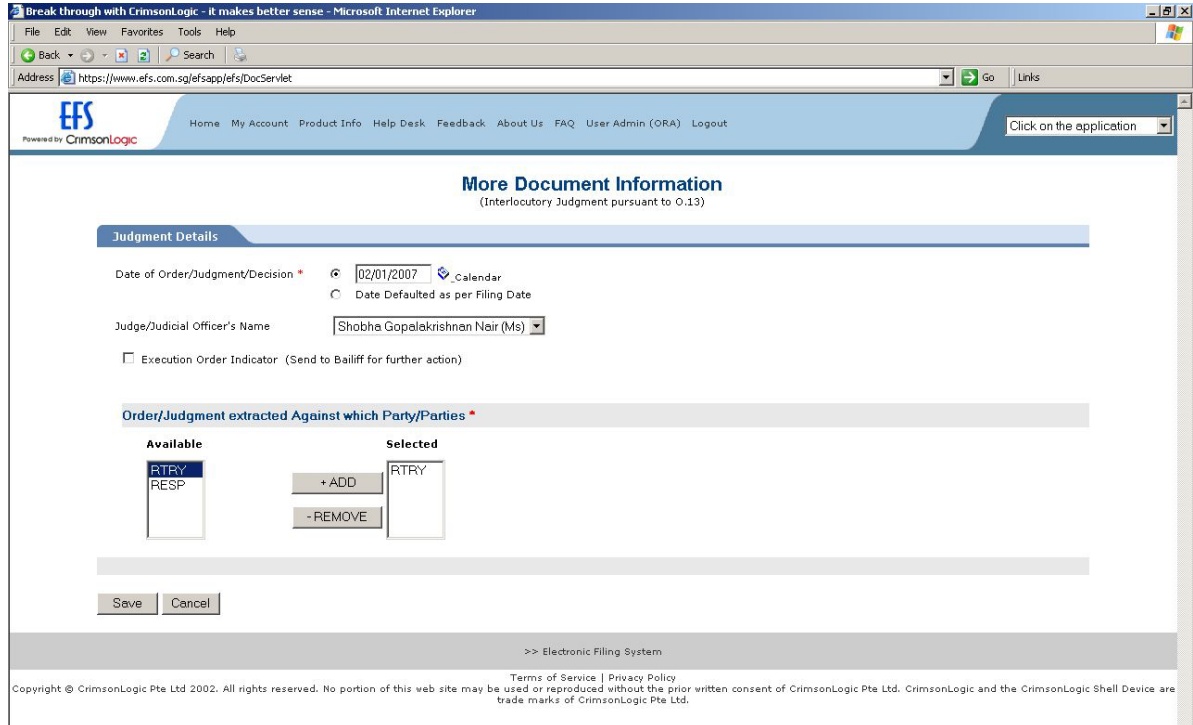 Break through with CrimsonLogic - it makes better sense - Microsoft Internet Explorer
File Edit View Favorites Tools Help
Back Search
Address https://www.efs.com.sg/efsapp/efs/DocServlet Go Links
EFS
Powered by CrimsonLogic
Home My Account Product Info Help Desk Feedback About Us FAQ User Admin (ORA) Logout
Click on the application
More Document Information
(Interlocutory Judgment pursuant to O.13)
Judgment Details
Date of Order/Judgment/Decision * 02/01/2007 Calendar
Date Defaulted as per Filing Date
Judge/Judicial Officer's Name Shobha Gopalakrishnan Nair (Ms)
Execution Order Indicator (Send to Bailiff for further action)
Order/Judgment extracted Against which Party/Parties *
Available Selected
RTRY RTRY
RESP
+ ADD
- REMOVE
Save Cancel
>> Electronic Filing System
Terms of Service | Privacy Policy
Copyright © CrimsonLogic Pte Ltd 2002. All rights reserved. No portion of this web site may be used or reproduced without the prior written consent of CrimsonLogic Pte Ltd. CrimsonLogic and the CrimsonLogic Shell Device are
trade marks of CrimsonLogic Pte Ltd.